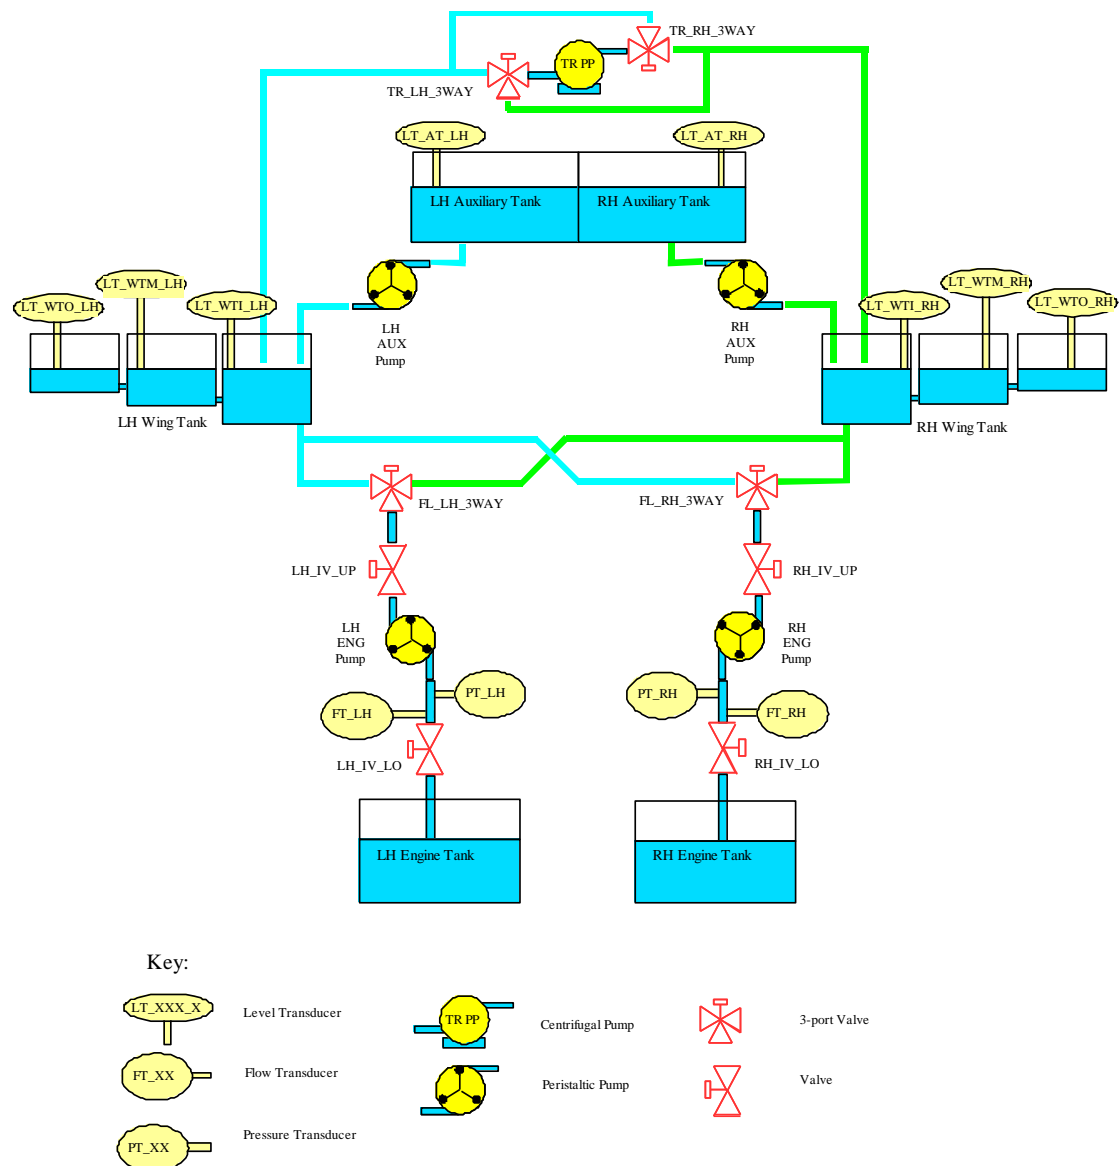 TR_RH_3WAY
TR PP
TR_LH_3WAY
LT_AT_LH
LT_AT_RH
LH Auxiliary Tank
RH Auxiliary Tank
LT_WTO_LH
LT_WTM_LH
LT_WTI_LH
LH
AUX
Pump
RH
AUX
Pump
LT_WTI_RH
LT_WTM_RH
LT_WTO_RH
LH Wing Tank
RH Wing Tank
FL_LH_3WAY
FL_RH_3WAY
LH_IV_UP
RH_IV_UP
LH
ENG
Pump
RH
ENG
Pump
PT_LH
FT_LH
PT_RH
FT_RH
LH_IV_LO
RH_IV_LO
LH Engine Tank
RH Engine Tank
Key:
LT_XXX_X
Level Transducer
TR PP
Centrifugal Pump
3-port Valve
FT_XX
Flow Transducer
Peristaltic Pump
Valve
PT_XX
Pressure Transducer